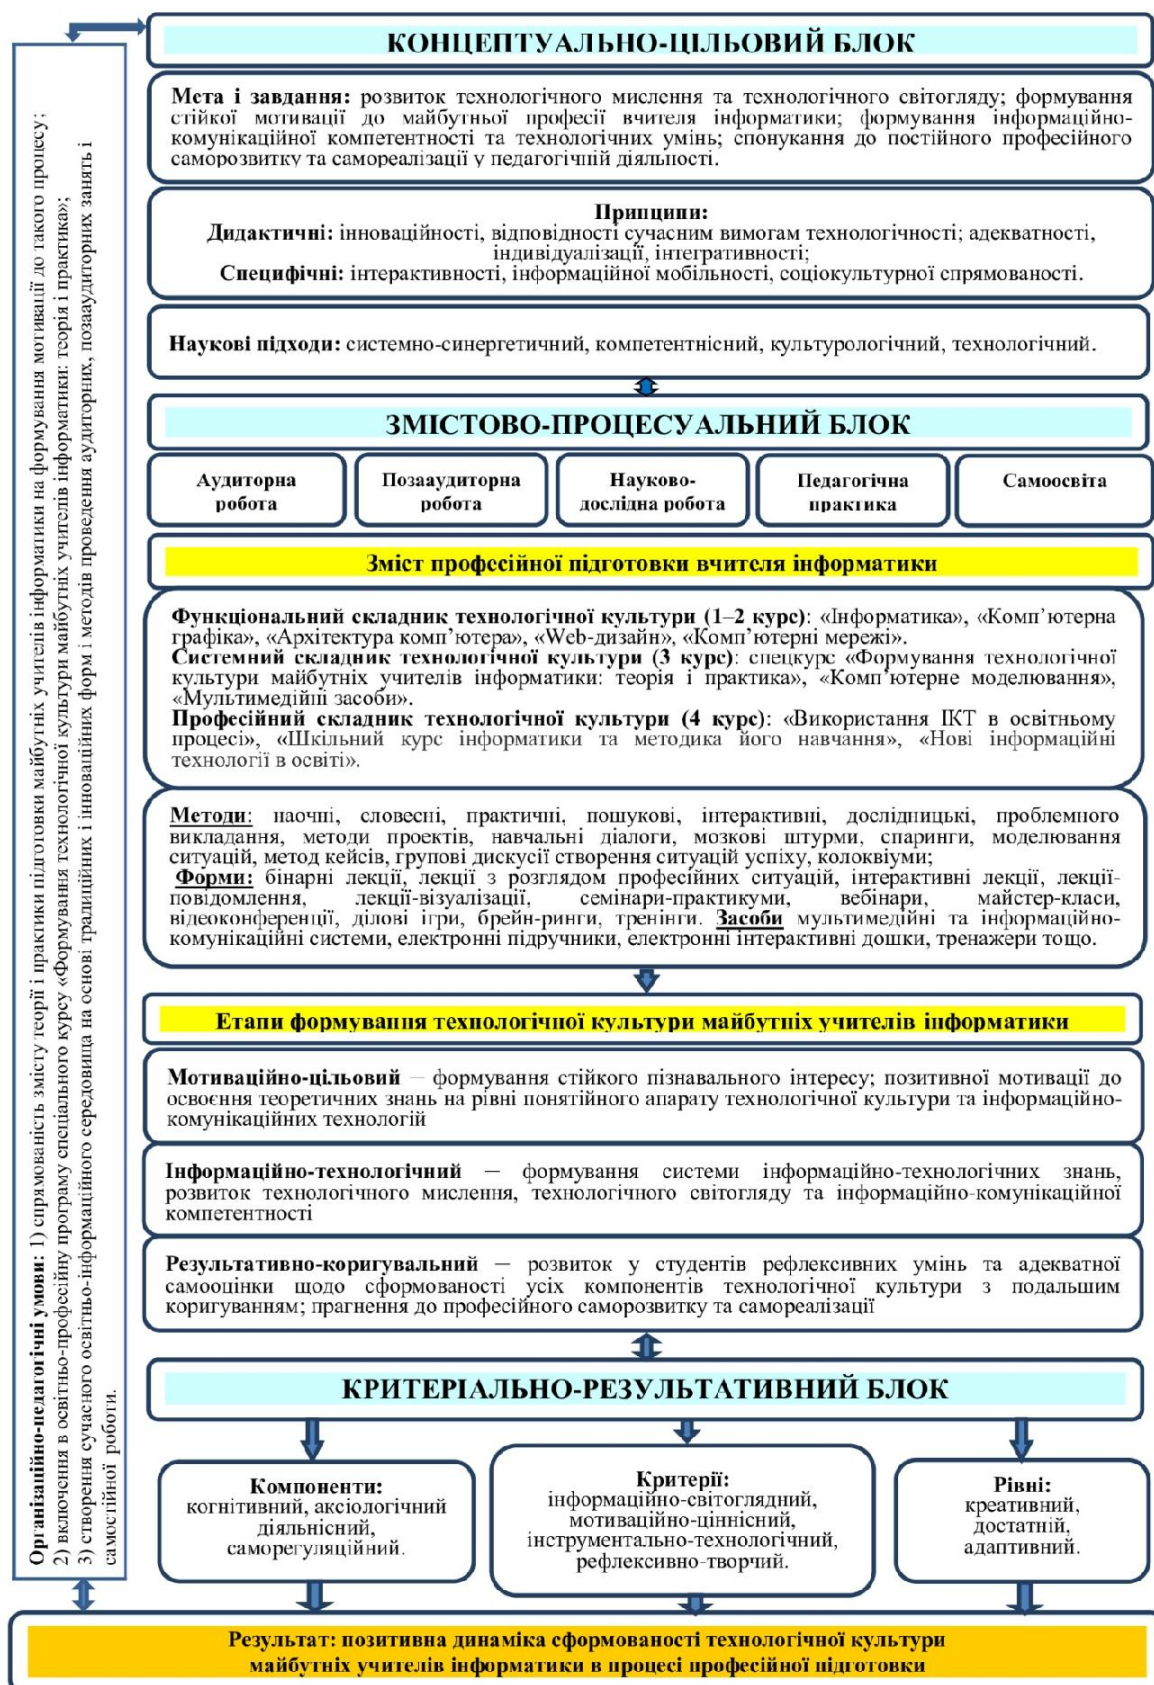 КОНЦЕПТУАЛЬНО-ЦІЛЬОВИЙ БЛОК
Мета і завдання: розвиток технологічного мислення та технологічного світогляду; формування
стійкої мотивації до майбутньої професії вчителя інформатики; формування інформаційно-
комунікаційної компетентності та технологічних умінь; спонукання до постійного професійного
саморозвитку та самореалізації у педагогічній діяльності.
Принципи:
Дидактичні: інноваційності, відповідності сучасним вимогам технологічності; адекватності,
індивідуалізації, інтегративності;
Специфічні: інтерактивності, інформаційної мобільності, соціокультурної спрямованості.
Наукові підходи: системно-синергетичний, компетентнісний, культурологічний, технологічний.
ЗМІСТОВО-ПРОЦЕСУАЛЬНИЙ БЛОК
Аудиторна
робота
Позааудиторна
робота
Науково-
дослідна робота
Педагогічна
практика
Самоосвіта
Зміст професійної підготовки вчителя інформатики
Функціональний складник технологічної культури (1–2 курс): «Інформатика», «Комп’ютерна
графіка», «Архітектура комп’ютера», «Web-дизайн», «Комп’ютерні мережі».
Системний складник технологічної культури (3 курс): спецкурс «Формування технологічної
культури майбутніх учителів інформатики: теорія і практика», «Комп’ютерне моделювання»,
«Мультимедійні засоби».
Професійний складник технологічної культури (4 курс): «Використання ІКТ в освітньому
процесі», «Шкільний курс інформатики та методика його навчання», «Нові інформаційні
технології в освіті».
Методи: наочні, словесні, практичні, пошукові, інтерактивні, дослідницькі, проблемного
викладання, методи проектів, навчальні діалоги, мозкові штурми, спаринги, моделювання
ситуацій, метод кейсів, групові дискусії створення ситуацій успіху, колоквіуми;
Форми: бінарні лекції, лекції з розглядом професійних ситуацій, інтерактивні лекції, лекції-
повідомлення, лекції-візуалізації, семінари-практикуми, вебінари, майстер-класи,
відеоконференції, ділові ігри, брейн-ринги, тренінги. Засоби мультимедійні та інформаційно-
комунікаційні системи, електронні підручники, електронні інтерактивні дошки, тренажери тощо.
Етапи формування технологічної культури майбутніх учителів інформатики
Мотиваційно-цільовий – формування стійкого пізнавального інтересу; позитивної мотивації до
освоєння теоретичних знань на рівні понятійного апарату технологічної культури та інформаційно-
комунікаційних технологій
Інформаційно-технологічний – формування системи інформаційно-технологічних знань,
розвиток технологічного мислення, технологічного світогляду та інформаційно-комунікаційної
компетентності
Результативно-коригувальний – розвиток у студентів рефлексивних умінь та адекватної
самооцінки щодо сформованості усіх компонентів технологічної культури з подальшим
коригуванням; прагнення до професійного саморозвитку та самореалізації
КРИТЕРІАЛЬНО-РЕЗУЛЬТАТИВНИЙ БЛОК
Компоненти:
когнітивний, аксіологічний
діяльнісний,
саморегуляційний.
Критерії:
інформаційно-світоглядний,
мотиваційно-ціннісний,
інструментально-технологічний,
рефлексивно-творчий.
Рівні:
креативний,
достатній,
адаптивний.
Організаційно-педагогічні умови: 1) спрямованість змісту теорії і практики підготовки майбутніх учителів інформатики на формування мотивації до такого процесу;
2) включення в освітньо-професійну програму спеціального курсу «Формування технологічної культури майбутніх учителів інформатики: теорія і практика»;
3) створення сучасного освітньо-інформаційного середовища на основі традиційних і інноваційних форм і методів проведення аудиторних, позааудиторних занять і
самостійної роботи.
Результат: позитивна динаміка сформованості технологічної культури
майбутніх учителів інформатики в процесі професійної підготовки